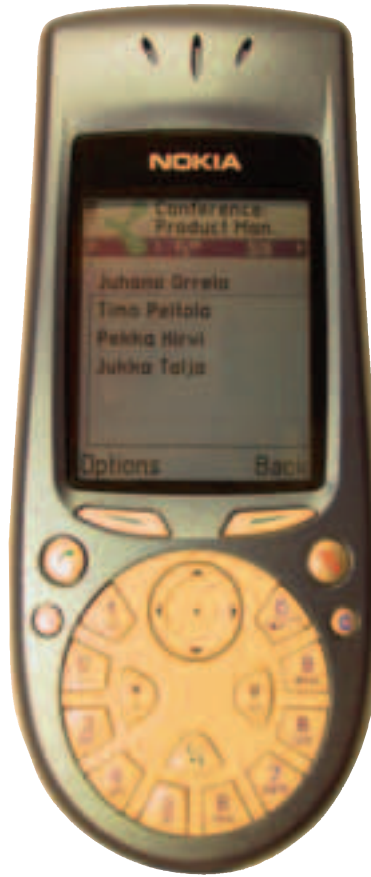 NOKIA
Conference:
Product Man..
Juhana Orrela
Timo Peltola
Pekka Hirvi
Jukka Talja
Options Back